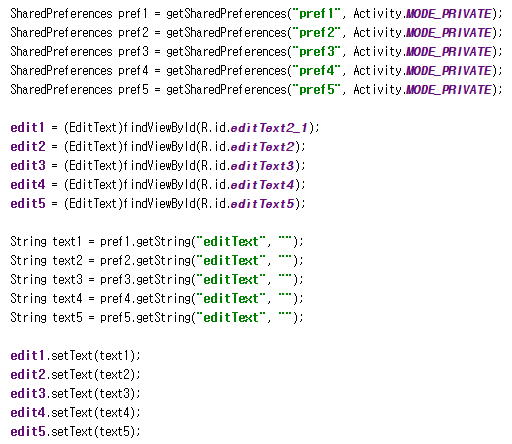 SharedPreferences pref1 = getSharedPreferences("pref1", Activity.MODE_PRIVATE);
SharedPreferences pref2 = getSharedPreferences("pref2", Activity.MODE_PRIVATE);
SharedPreferences pref3 = getSharedPreferences("pref3", Activity.MODE_PRIVATE);
SharedPreferences pref4 = getSharedPreferences("pref4", Activity.MODE_PRIVATE);
SharedPreferences pref5 = getSharedPreferences("pref5", Activity.MODE_PRIVATE);
edit1 = (EditText)findViewById(R.id.editText2_1);
edit2 = (EditText)findViewById(R.id.editText2);
edit3 = (EditText)findViewById(R.id.editText3);
edit4 = (EditText)findViewById(R.id.editText4);
edit5 = (EditText)findViewById(R.id.editText5);
String text1 = pref1.getString("editText", "");
String text2 = pref2.getString("editText", "");
String text3 = pref3.getString("editText", "");
String text4 = pref4.getString("editText", "");
String text5 = pref5.getString("editText", "");
edit1.setText(text1);
edit2.setText(text2);
edit3.setText(text3);
edit4.setText(text4);
edit5.setText(text5);